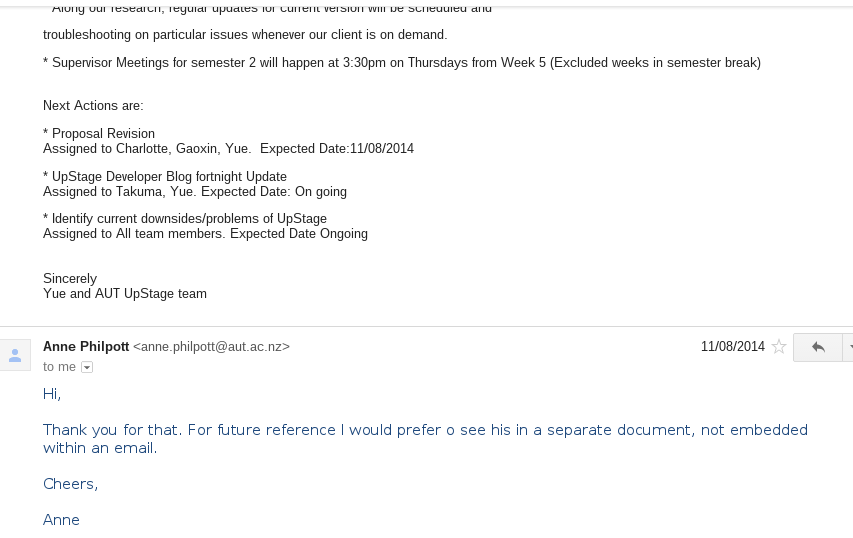 * Along our research, regular updates for current version will be scheduled and
troubleshooting on particular issues whenever our client is on demand.
* Supervisor Meetings for semester 2 will happen at 3:30pm on Thursdays from Week 5 (Excluded weeks in semester break)
Next Actions are:
* Proposal Revision
Assigned to Charlotte, Gaoxin, Yue.  Expected Date:11/08/2014
* UpStage Developer Blog fortnight Update
Assigned to Takuma, Yue. Expected Date: On going
* Identify current downsides/problems of UpStage
Assigned to All team members. Expected Date Ongoing
Sincerely
Yue and AUT UpStage team
Anne Philpott <anne.philpott@aut.ac.nz> 11/08/2014
to me
Hi,
Thank you for that. For future reference I would prefer o see his in a separate document, not embedded
within an email.
Cheers,
Anne